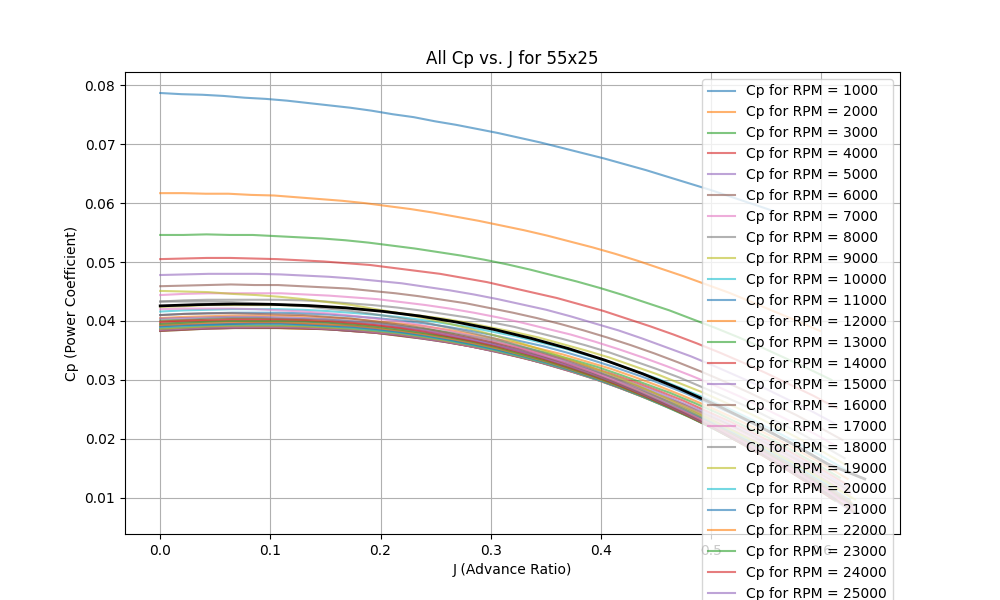 All Cp vs. J for 55x25
Cp (Power Coefficient)
0.08
0.07
0.06
0.05
0.04
0.03
0.02
0.01
0.0
0.1
0.2
0.3
0.4
0.5
J (Advance Ratio)
Cp for RPM = 1000
Cp for RPM = 2000
Cp for RPM = 3000
Cp for RPM = 4000
Cp for RPM = 5000
Cp for RPM = 6000
Cp for RPM = 7000
Cp for RPM = 8000
Cp for RPM = 9000
Cp for RPM = 10000
Cp for RPM = 11000
Cp for RPM = 12000
Cp for RPM = 13000
Cp for RPM = 14000
Cp for RPM = 15000
Cp for RPM = 16000
Cp for RPM = 17000
Cp for RPM = 18000
Cp for RPM = 19000
Cp for RPM = 20000
Cp for RPM = 21000
Cp for RPM = 22000
Cp for RPM = 23000
Cp for RPM = 24000
Cp for RPM = 25000